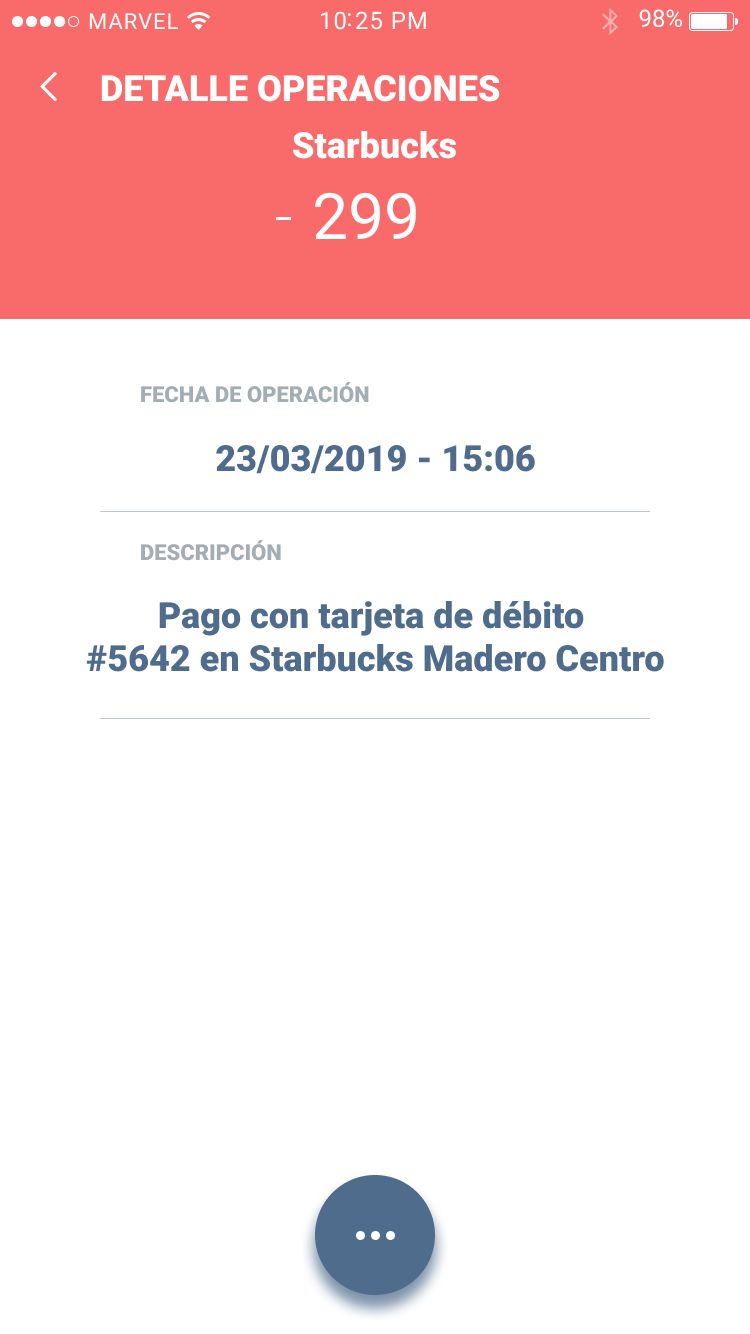 MARVEL 10:25 PM 98%
DETALLE OPERACIONES
Starbucks
- 299
FECHA DE OPERACIÓN
23/03/2019 - 15:06
DESCRIPCIÓN
Pago con tarjeta de débito
#5642 en Starbucks Madero Centro